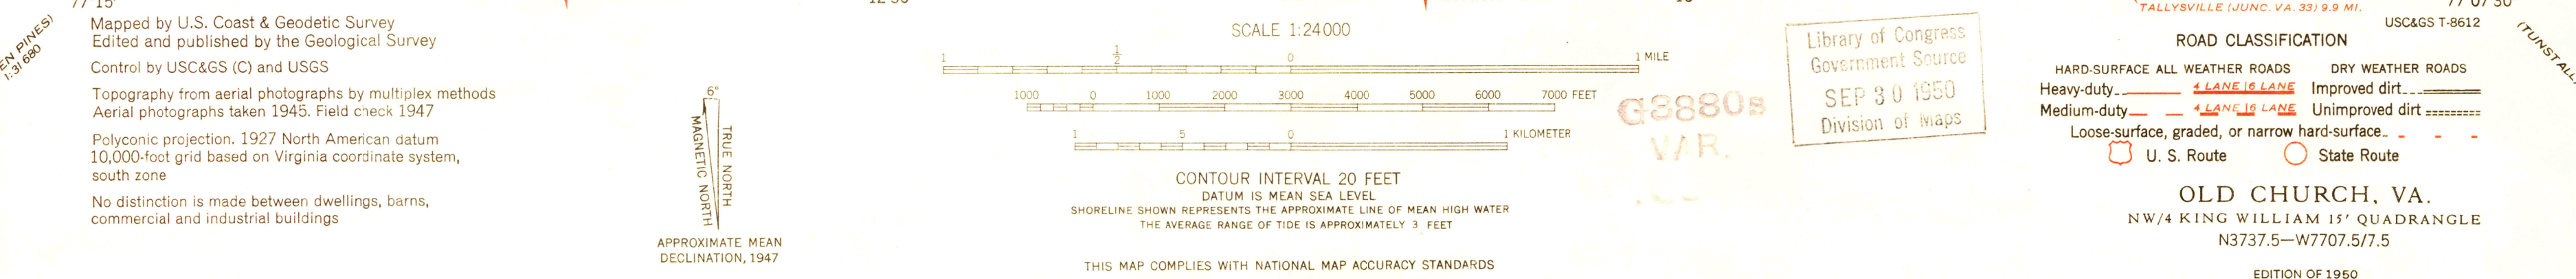 77°15'
EN PINES)
1:31 680
Mapped by U.S. Coast & Geodetic Survey
Edited and published by the Geological Survey
Control by USC&GS (C) and USGS
Topography from aerial photographs by multiplex methods
Aerial photographs taken 1945. Field check 1947
Polyconic projection. 1927 North American datum
10,000-foot grid based on Virginia coordinate system,
south zone
No distinction is made between dwellings, barns,
commercial and industrial buildings
6°
TRUE NORTH
MAGNETIC NORTH
APPROXIMATE MEAN
DECLINATION, 1947
SCALE 1:24000
1 1/2 0 1 MILE
1000 0 1000 2000 3000 4000 5000 6000 7000 FEET
1 .5 0 1 KILOMETER
CONTOUR INTERVAL 20 FEET
DATUM IS MEAN SEA LEVEL
SHORELINE SHOWN REPRESENTS THE APPROXIMATE LINE OF MEAN HIGH WATER
THE AVERAGE RANGE OF TIDE IS APPROXIMATELY 3 FEET
THIS MAP COMPLIES WITH NATIONAL MAP ACCURACY STANDARDS
G3880s
VAR.
Library of Congress
Government Source
SEP 30 1950
Division of Maps
TALLYSVILLE (JUNC. VA. 33) 9.9 MI.
USC&GS T-8612
(TUNSTALL)
ROAD CLASSIFICATION
HARD-SURFACE ALL WEATHER ROADS DRY WEATHER ROADS
Heavy-duty 4 LANE 6 LANE Improved dirt
Medium-duty 4 LANE 6 LANE Unimproved dirt
Loose-surface, graded, or narrow hard-surface
U. S. Route State Route
OLD CHURCH, VA.
NW/4 KING WILLIAM 15' QUADRANGLE
N3737.5—W7707.5/7.5
EDITION OF 1950